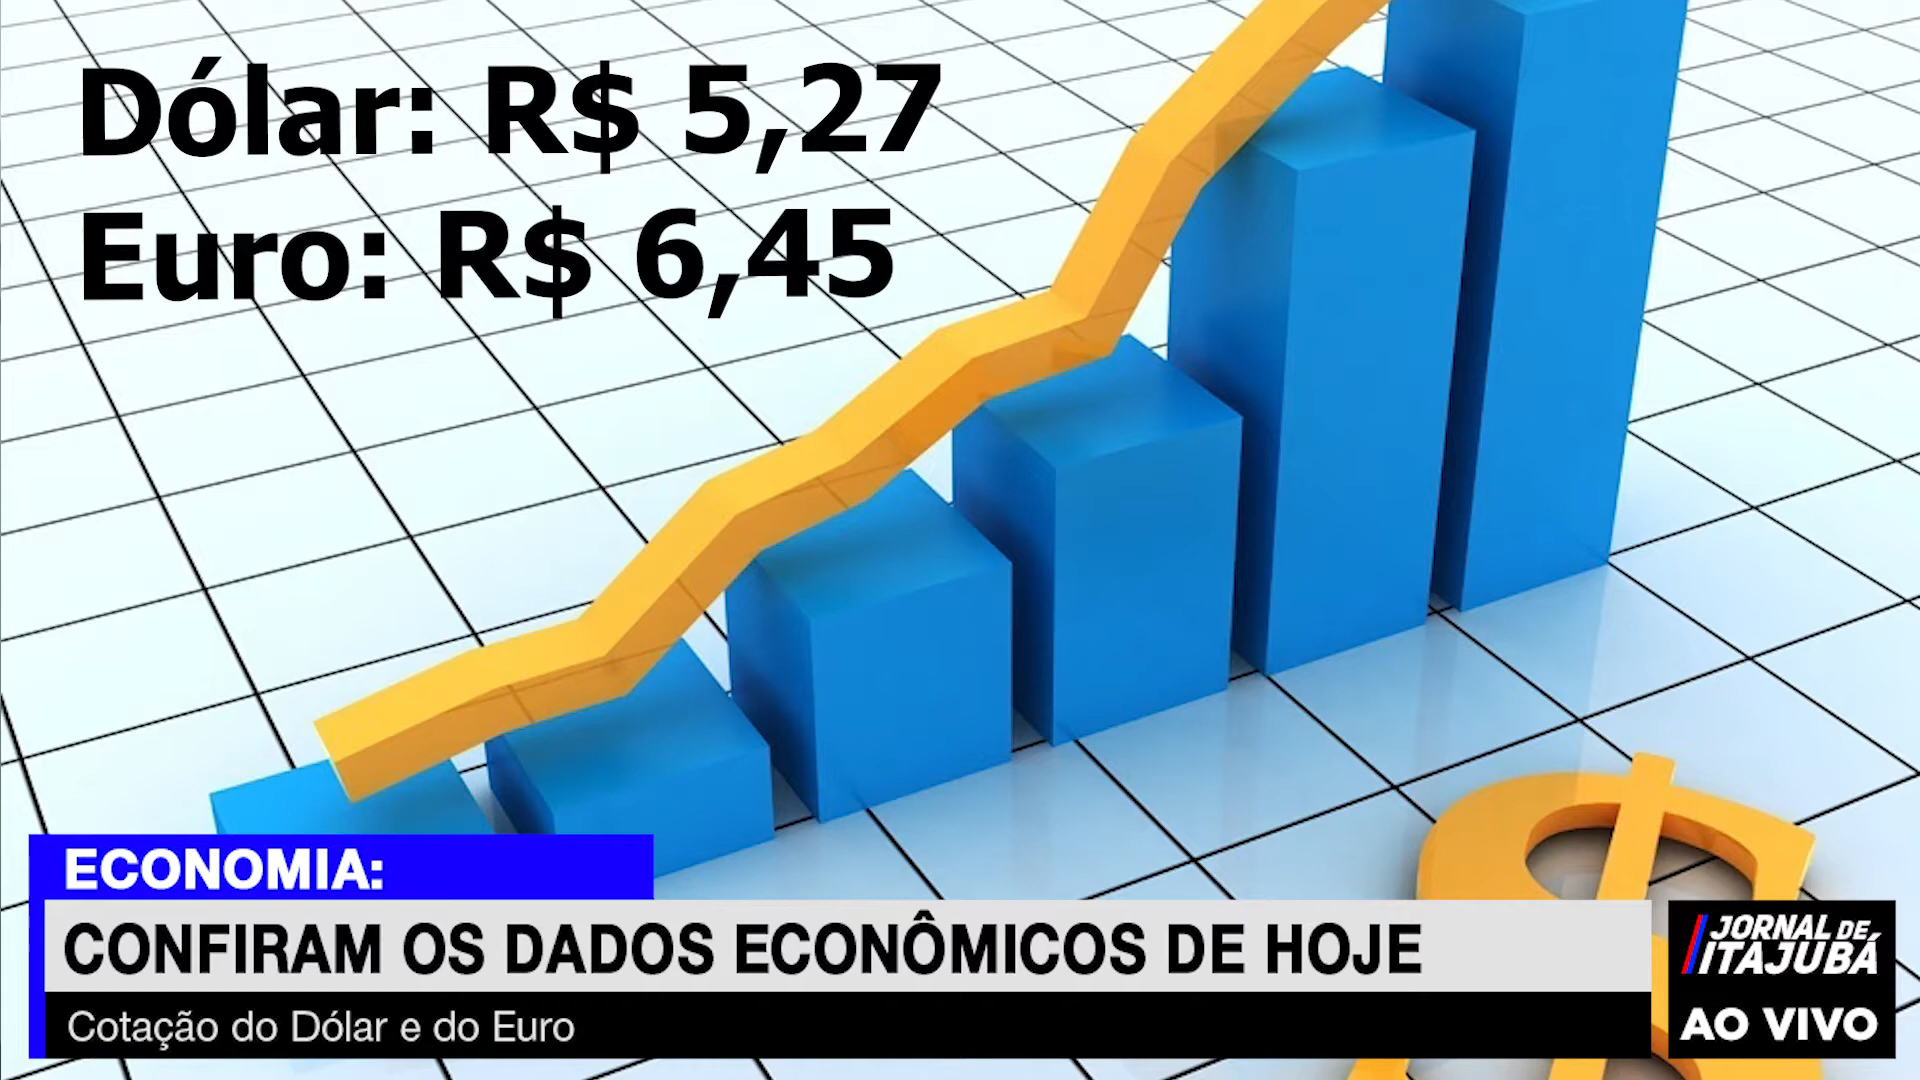 Dólar: R$ 5,27
Euro: R$ 6,45
ECONOMIA:
CONFIRAM OS DADOS ECONÔMICOS DE HOJE
Cotação do Dólar e do Euro
JORNAL DE
ITAJUBÁ
AO VIVO